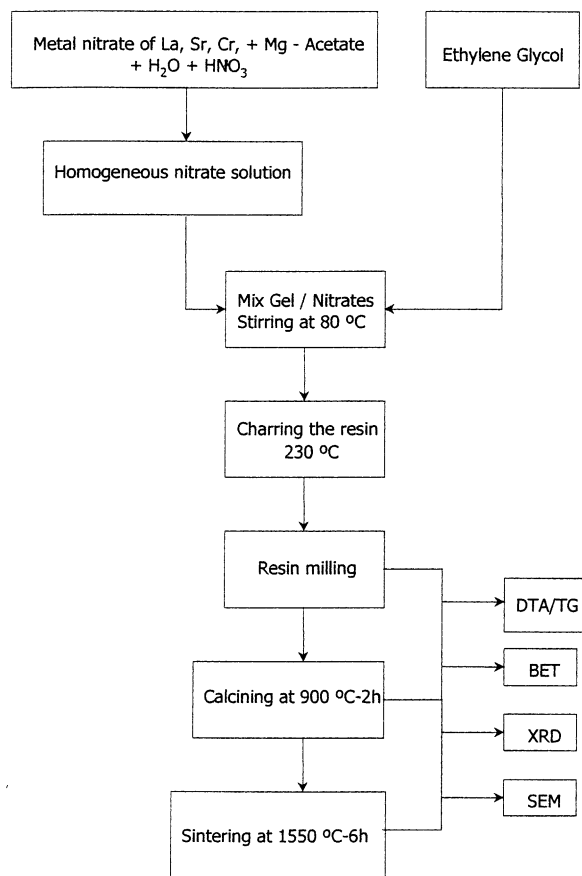 Metal nitrate of La, Sr, Cr, + Mg - Acetate
+ H₂O + HNO₃
Ethylene Glycol
Homogeneous nitrate solution
Mix Gel / Nitrates
Stirring at 80 ºC
Charring the resin
230 ºC
Resin milling
DTA/TG
BET
Calcining at 900 ºC-2h
XRD
SEM
Sintering at 1550 ºC-6h